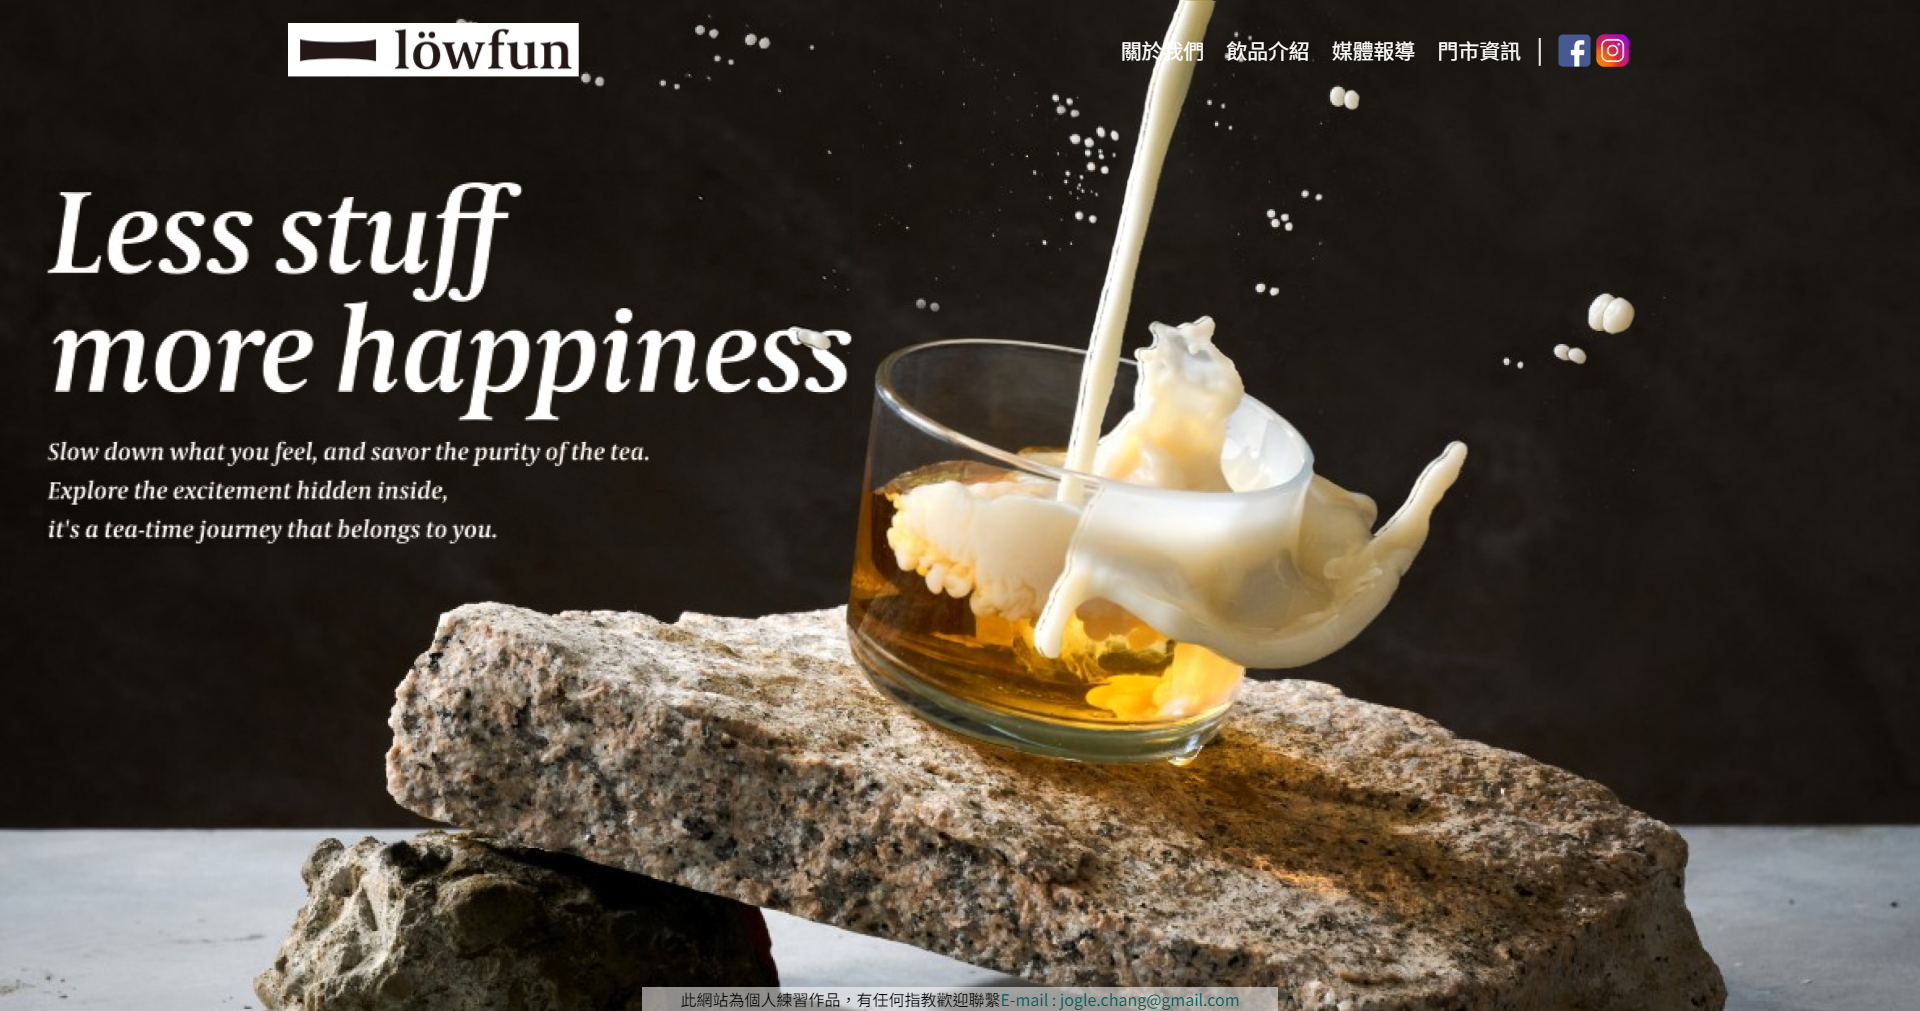 löwfun
關於我們 飲品介紹 媒體報導 門市資訊
Less stuff
more happiness
Slow down what you feel, and savor the purity of the tea.
Explore the excitement hidden inside,
it's a tea-time journey that belongs to you.
此網站為個人練習作品，有任何指教歡迎聯繫E-mail : jogle.chang@gmail.com